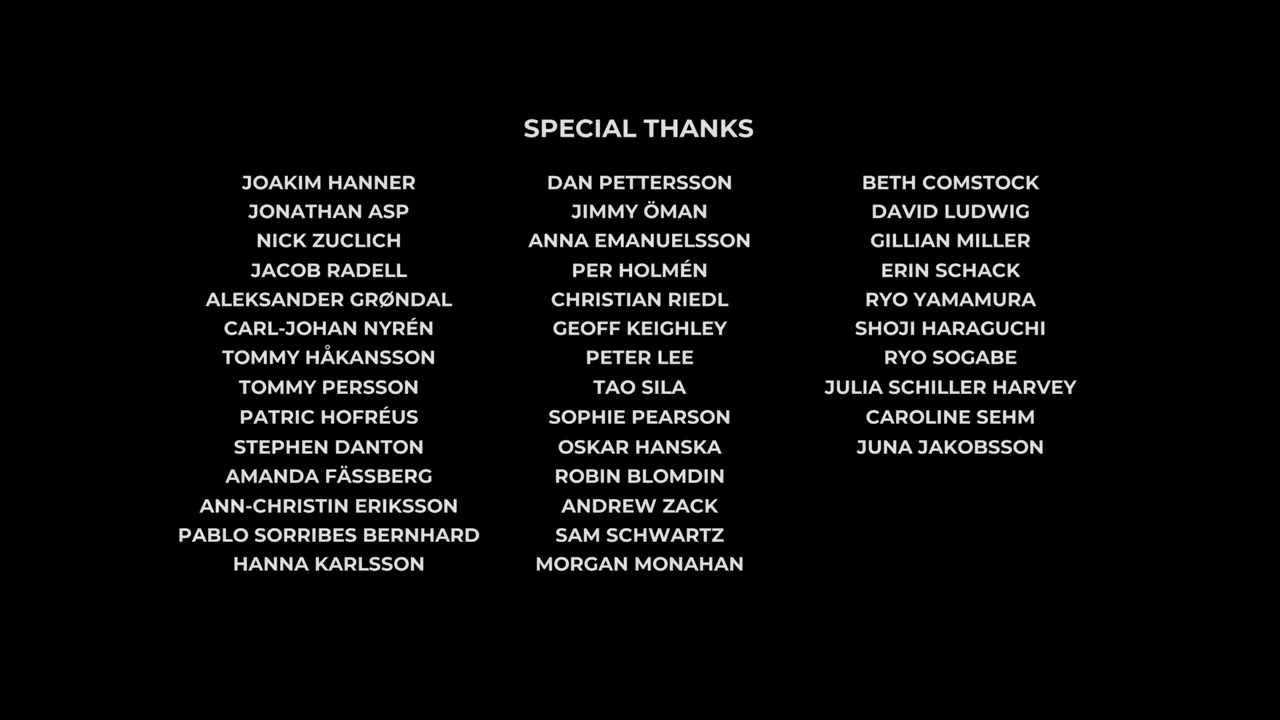 SPECIAL THANKS
JOAKIM HANNER
JONATHAN ASP
NICK ZUCLICH
JACOB RADELL
ALEKSANDER GRØNDAL
CARL-JOHAN NYRÉN
TOMMY HÅKANSSON
TOMMY PERSSON
PATRIC HOFRÉUS
STEPHEN DANTON
AMANDA FÄSSBERG
ANN-CHRISTIN ERIKSSON
PABLO SORRIBES BERNHARD
HANNA KARLSSON
DAN PETTERSSON
JIMMY ÖMAN
ANNA EMANUELSSON
PER HOLMÉN
CHRISTIAN RIEDL
GEOFF KEIGHLEY
PETER LEE
TAO SILA
SOPHIE PEARSON
OSKAR HANSKA
ROBIN BLOMDIN
ANDREW ZACK
SAM SCHWARTZ
MORGAN MONAHAN
BETH COMSTOCK
DAVID LUDWIG
GILLIAN MILLER
ERIN SCHACK
RYO YAMAMURA
SHOJI HARAGUCHI
RYO SOGABE
JULIA SCHILLER HARVEY
CAROLINE SEHM
JUNA JAKOBSSON